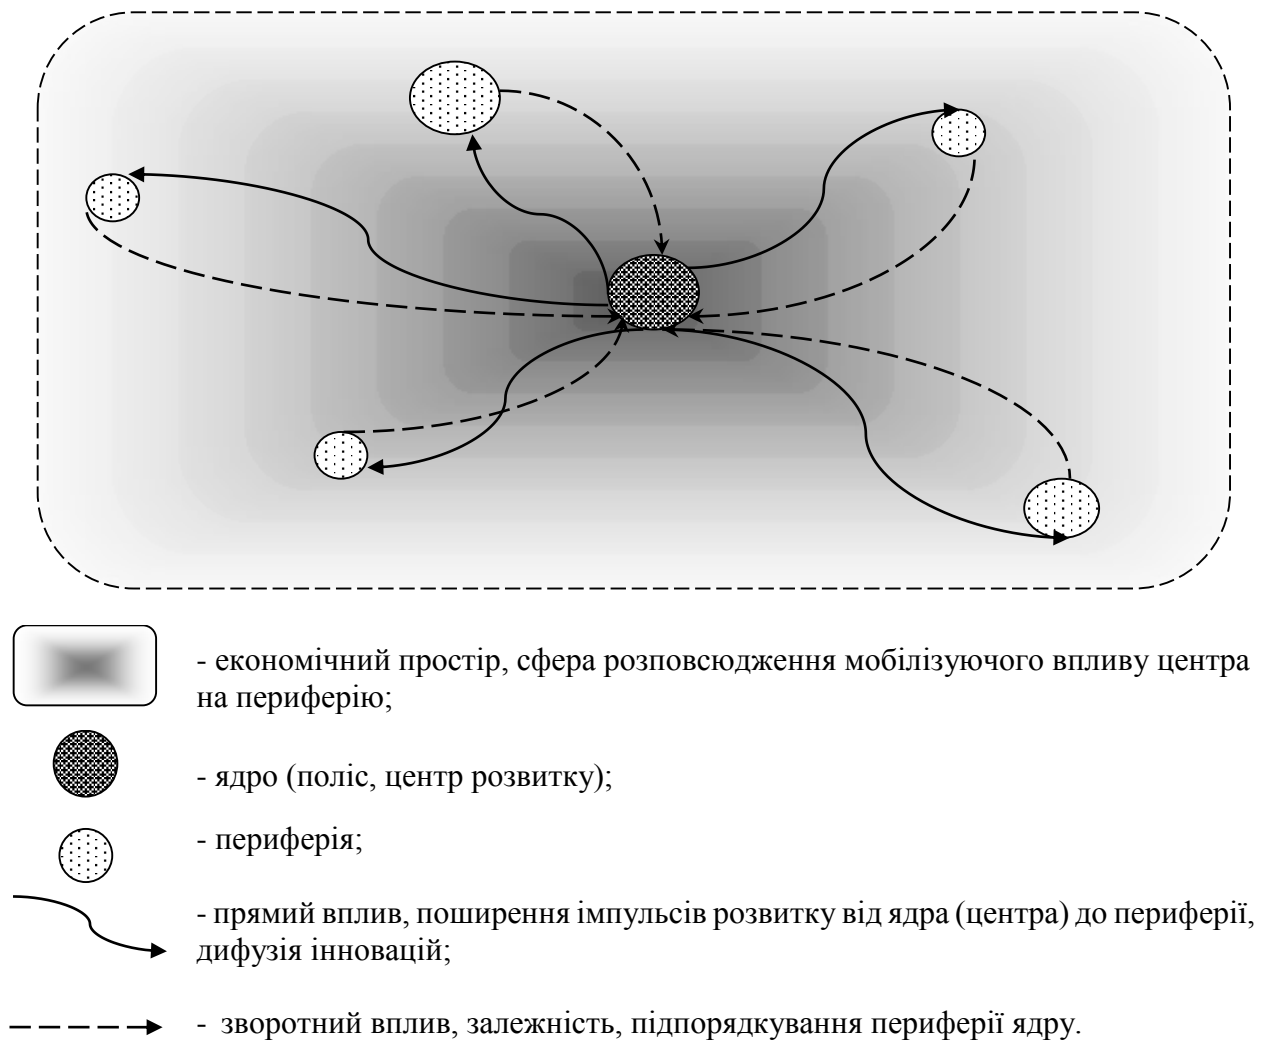 - економічний простір, сфера розповсюдження мобілізуючого впливу центра
на периферію;
- ядро (поліс, центр розвитку);
- периферія;
- прямий вплив, поширення імпульсів розвитку від ядра (центра) до периферії,
дифузія інновацій;
- зворотний вплив, залежність, підпорядкування периферії ядру.